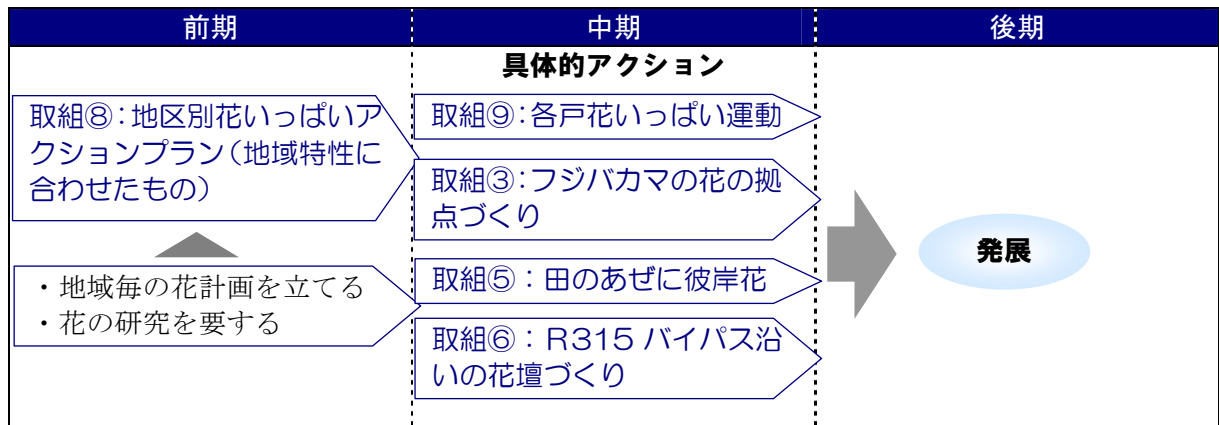 前期
中期
後期
具体的アクション
取組⑧：地区別花いっぱいア
クションプラン（地域特性に
合わせたもの）
・地域毎の花計画を立てる
・花の研究を要する
取組⑨：各戸花いっぱい運動
取組③：フジバカマの花の拠
点づくり
取組⑤：田のあぜに彼岸花
取組⑥：Ｒ315 バイパス沿
いの花壇づくり
発展